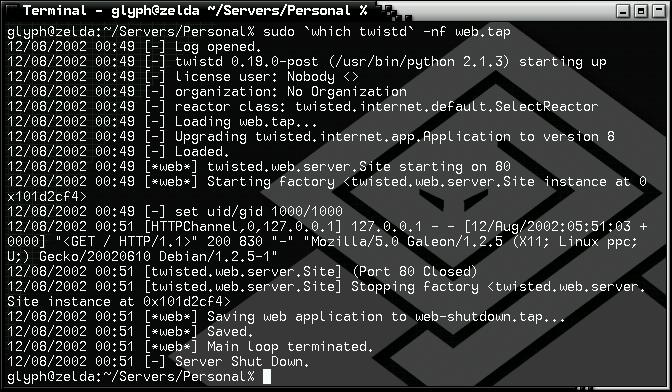 Terminal - glyph@zelda:~/Servers/Personal %
glyph@zelda:~/Servers/Personal% sudo `which twistd` -nf web.tap
12/08/2002 00:49 [-] Log opened.
12/08/2002 00:49 [-] twistd 0.19.0-post (/usr/bin/python 2.1.3) starting up
12/08/2002 00:49 [-] license user: Nobody <>
12/08/2002 00:49 [-] organization: No Organization
12/08/2002 00:49 [-] reactor class: twisted.internet.default.SelectReactor
12/08/2002 00:49 [-] Loading web.tap...
12/08/2002 00:49 [-] Upgrading twisted.internet.app.Application to version 8
12/08/2002 00:49 [-] Loaded.
12/08/2002 00:49 [*web*] twisted.web.server.Site starting on 80
12/08/2002 00:49 [*web*] Starting factory <twisted.web.server.Site instance at 0
x101d2cf4>
12/08/2002 00:49 [-] set uid/gid 1000/1000
12/08/2002 00:51 [HTTPChannel,0,127.0.0.1] 127.0.0.1 - - [12/Aug/2002:05:51:03 +
0000] "<GET / HTTP/1.1>" 200 830 "-" "Mozilla/5.0 Galeon/1.2.5 (X11; Linux ppc;
U;) Gecko/20020610 Debian/1.2.5-1"
12/08/2002 00:51 [twisted.web.server.Site] (Port 80 Closed)
12/08/2002 00:51 [twisted.web.server.Site] Stopping factory <twisted.web.server.
Site instance at 0x101d2cf4>
12/08/2002 00:51 [*web*] Saving web application to web-shutdown.tap...
12/08/2002 00:51 [*web*] Saved.
12/08/2002 00:51 [*web*] Main loop terminated.
12/08/2002 00:51 [-] Server Shut Down.
glyph@zelda:~/Servers/Personal%